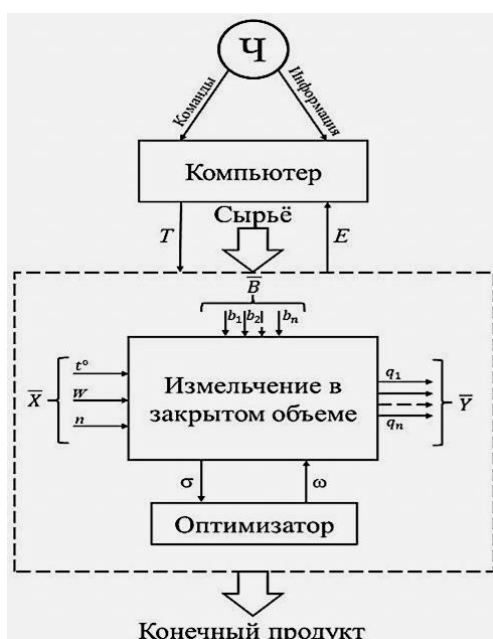 Ч
Команды
Информация
Компьютер
Сырьё
T
E
B̅
b₁ b₂ bₙ
t°
X̅
W
n
Измельчение в
закрытом объеме
q₁
Y̅
qₙ
σ
ω
Оптимизатор
Конечный продукт